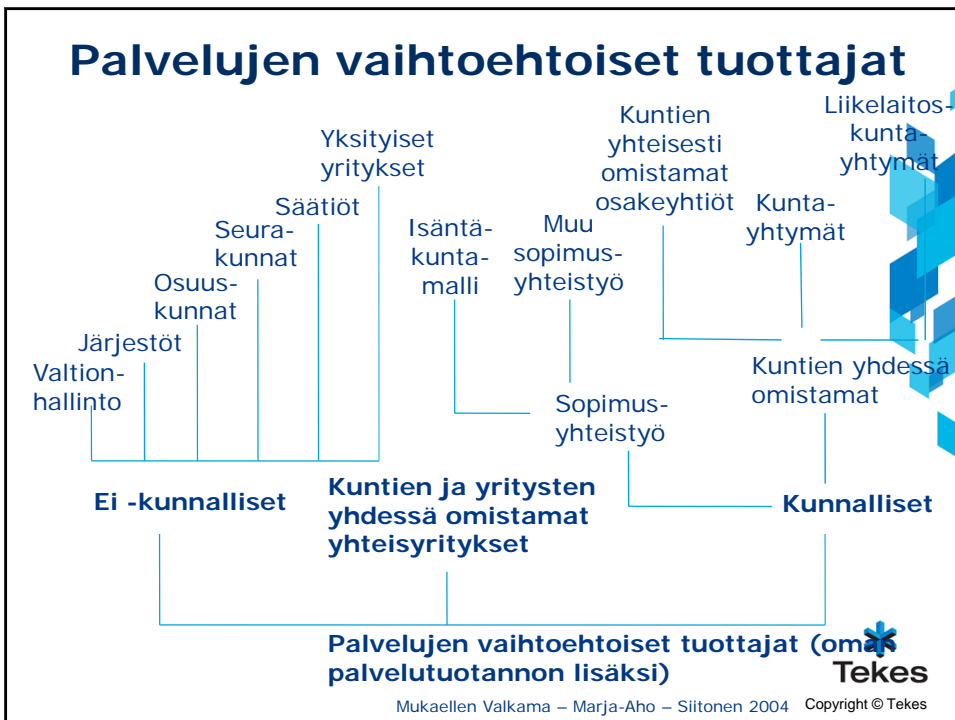 Palvelujen vaihtoehtoiset tuottajat
Yksityiset
yritykset
Säätiöt
Seura-
kunnat
Osuus-
kunnat
Järjestöt
Valtion-
hallinto
Isäntä-
kunta-
malli
Muu
sopimus-
yhteistyö
Kuntien
yhteisesti
omistamat
osakeyhtiöt
Kunta-
yhtymät
Liikelaitos-
kunta-
yhtymät
Sopimus-
yhteistyö
Kuntien yhdessä
omistamat
Ei -kunnalliset
Kuntien ja yritysten
yhdessä omistamat
yhteisyritykset
Kunnalliset
Palvelujen vaihtoehtoiset tuottajat (oman
palvelutuotannon lisäksi)
Tekes
Mukaellen Valkama – Marja-Aho – Siitonen 2004
Copyright © Tekes